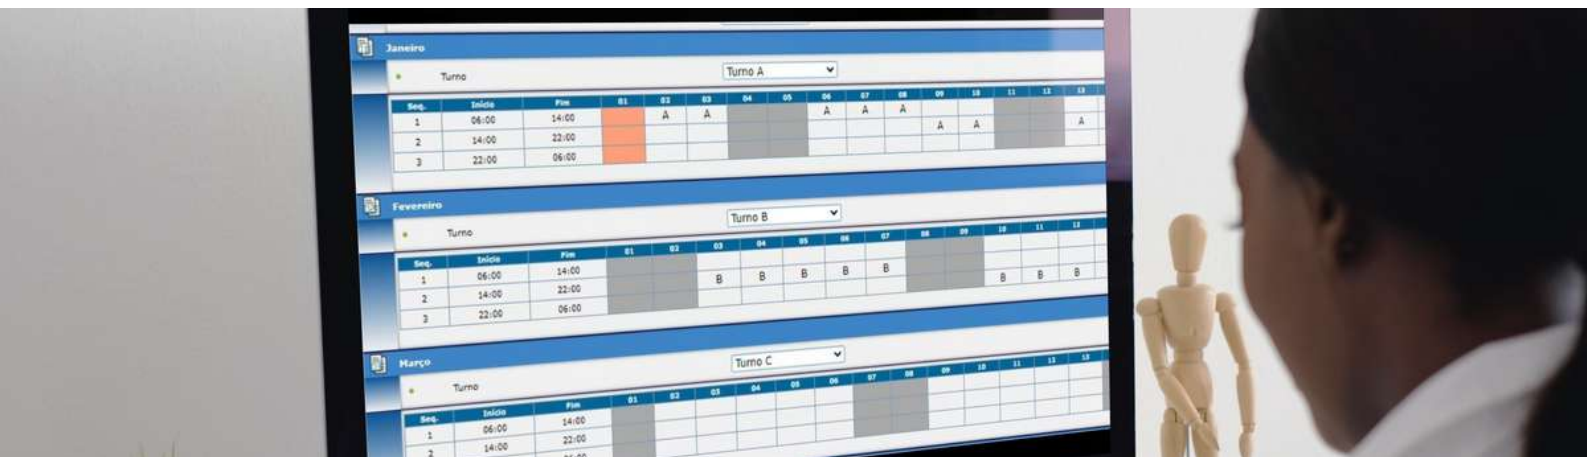 Janeiro
Turno Turno A
Seq. Início Fim 01 02 03 04 05 06 07 08 09 10 11 12 13
1 06:00 14:00 A A A A A
2 14:00 22:00 A A A
3 22:00 06:00
Fevereiro
Turno Turno B
Seq. Início Fim 01 02 03 04 05 06 07 08 09 10 11 12
1 06:00 14:00
2 14:00 22:00 B B B B B B B B
3 22:00 06:00
Março
Turno Turno C
Seq. Início Fim 01 02 03 04 05 06 07 08 09 10 11 12 13
1 06:00 14:00
2 14:00 22:00